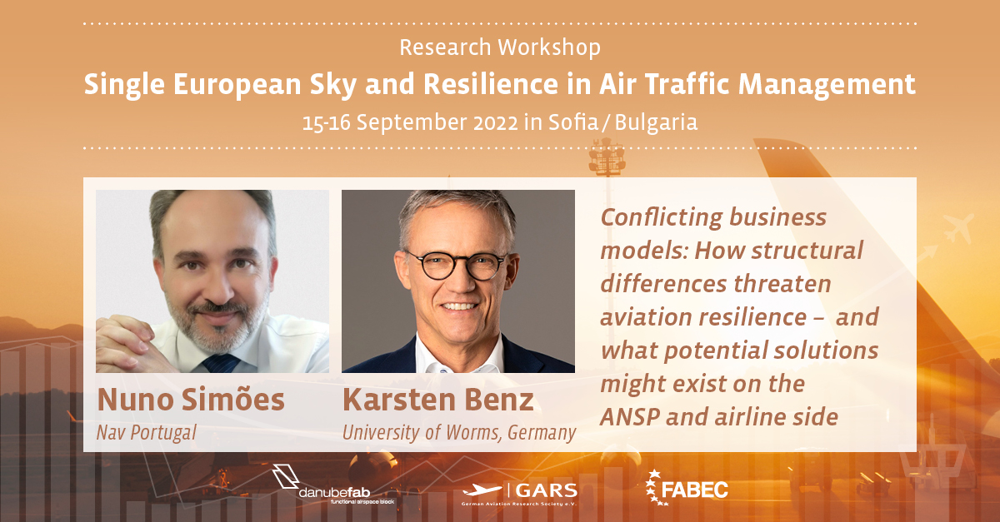 Research Workshop
Single European Sky and Resilience in Air Traffic Management
15-16 September 2022 in Sofia / Bulgaria
Nuno Simões
Nav Portugal
Karsten Benz
University of Worms, Germany
Conflicting business
models: How structural
differences threaten
aviation resilience – and
what potential solutions
might exist on the
ANSP and airline side
danubefab
functional airspace block
GARS
German Aviation Research Society e.V.
FABEC